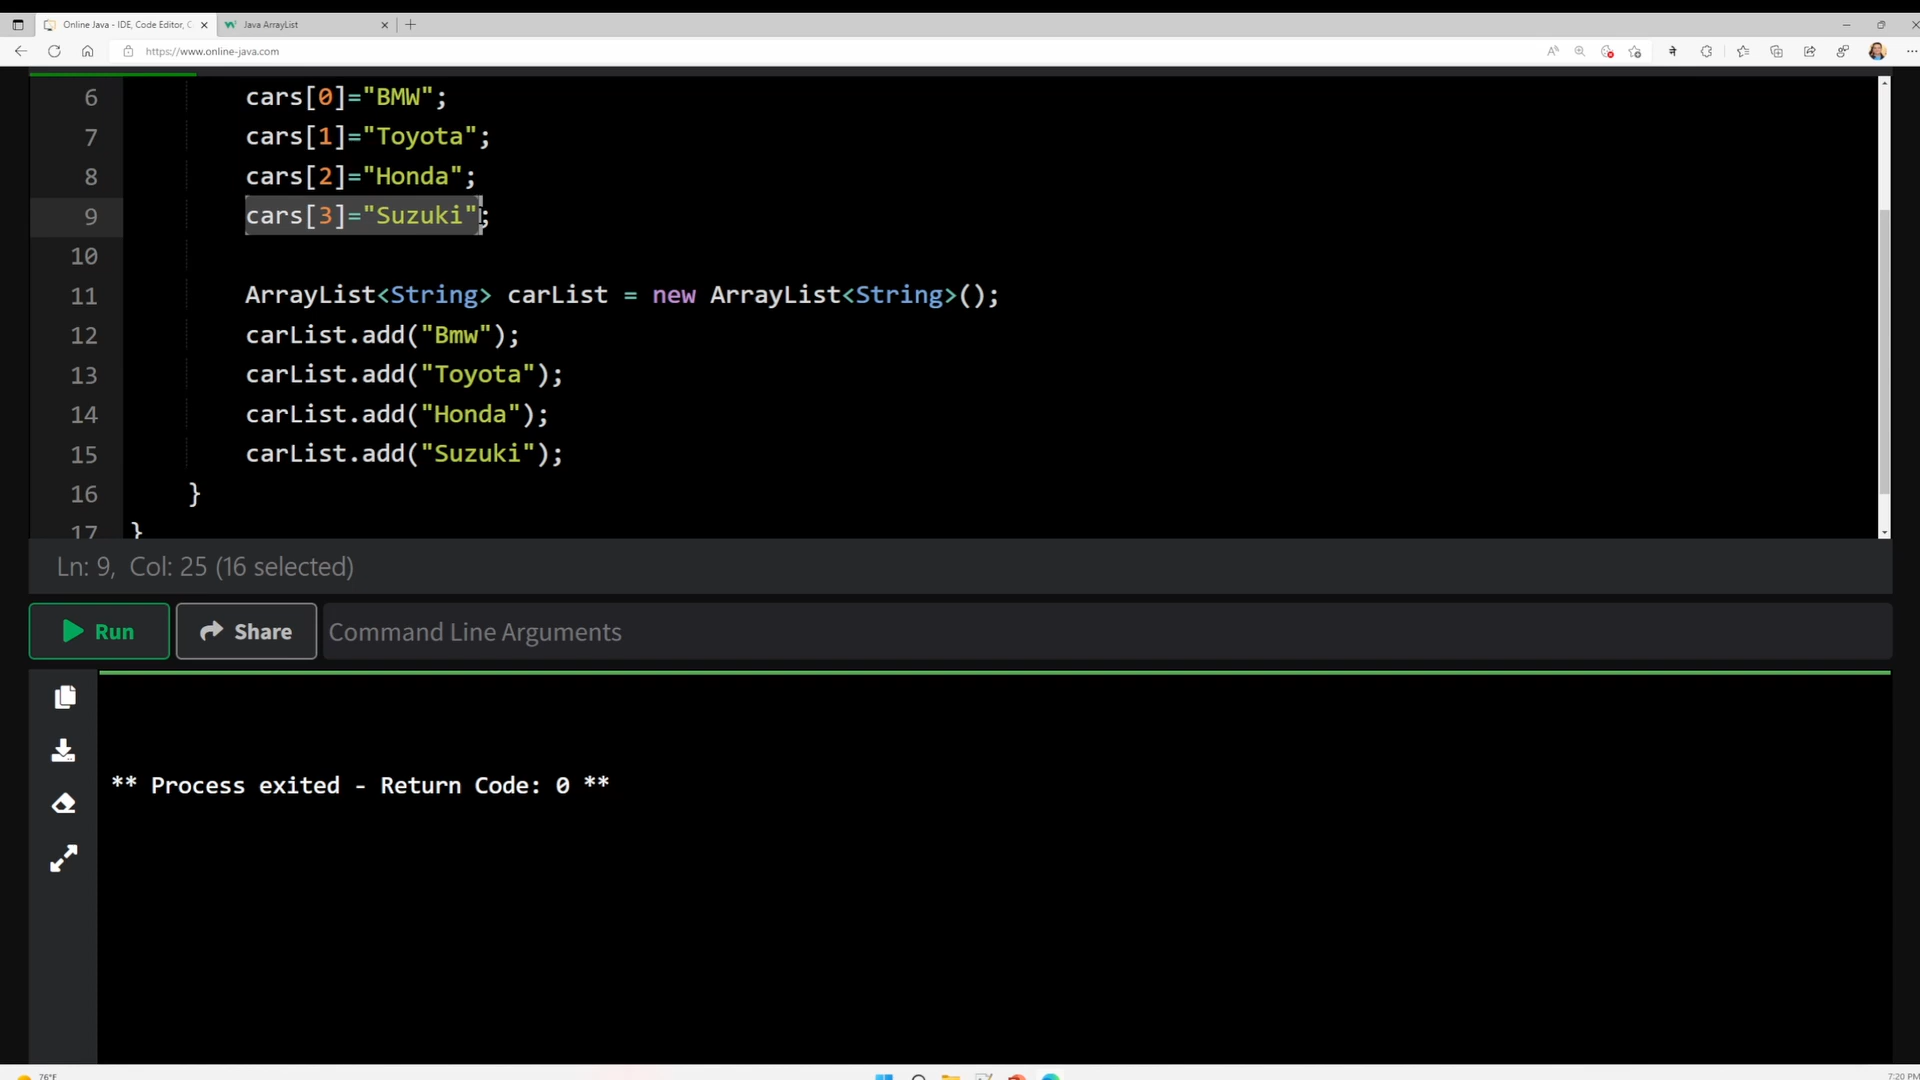 Online Java - IDE, Code Editor, C
Java ArrayList
https://www.online-java.com
6 cars[0]="BMW";
7 cars[1]="Toyota";
8 cars[2]="Honda";
9 cars[3]="Suzuki";
10
11 ArrayList<String> carList = new ArrayList<String>();
12 carList.add("Bmw");
13 carList.add("Toyota");
14 carList.add("Honda");
15 carList.add("Suzuki");
16 }
17 }
Ln: 9, Col: 25 (16 selected)
Run Share Command Line Arguments
** Process exited - Return Code: 0 **
76°F
7:20 PM